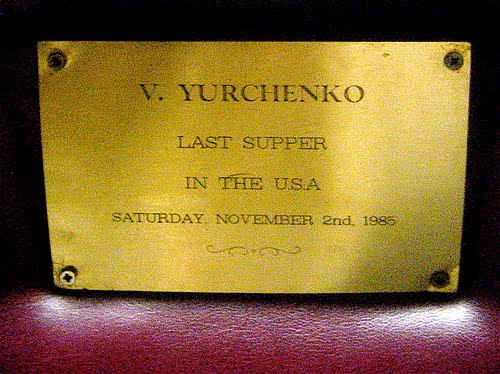 V. YURCHENKO
LAST SUPPER
IN THE U.S.A
SATURDAY, NOVEMBER 2nd, 1985